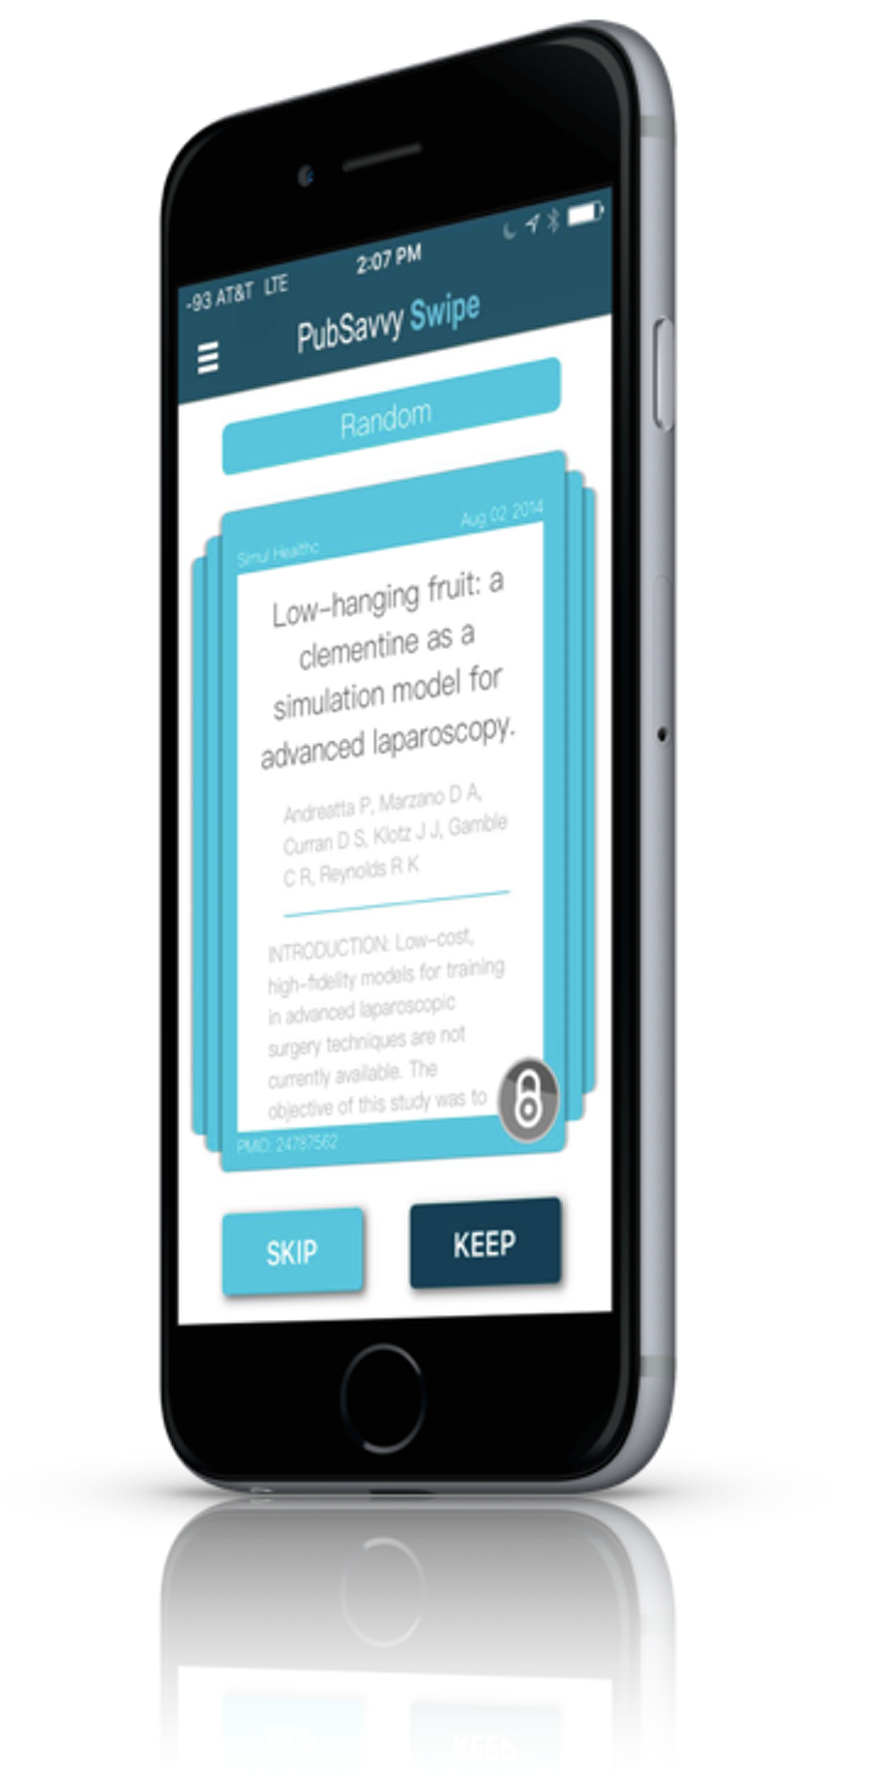 -93 AT&T LTE 2:07 PM
PubSavvy Swipe
Random
Simul Healthc Aug 02 2014
Low-hanging fruit: a
clementine as a
simulation model for
advanced laparoscopy.
Andreatta P, Marzano D A,
Curran D S, Klotz J J, Gamble
C R, Reynolds R K
INTRODUCTION: Low-cost,
high-fidelity models for training
in advanced laparoscopic
surgery techniques are not
currently available. The
objective of this study was to
PMID: 24787562
SKIP KEEP